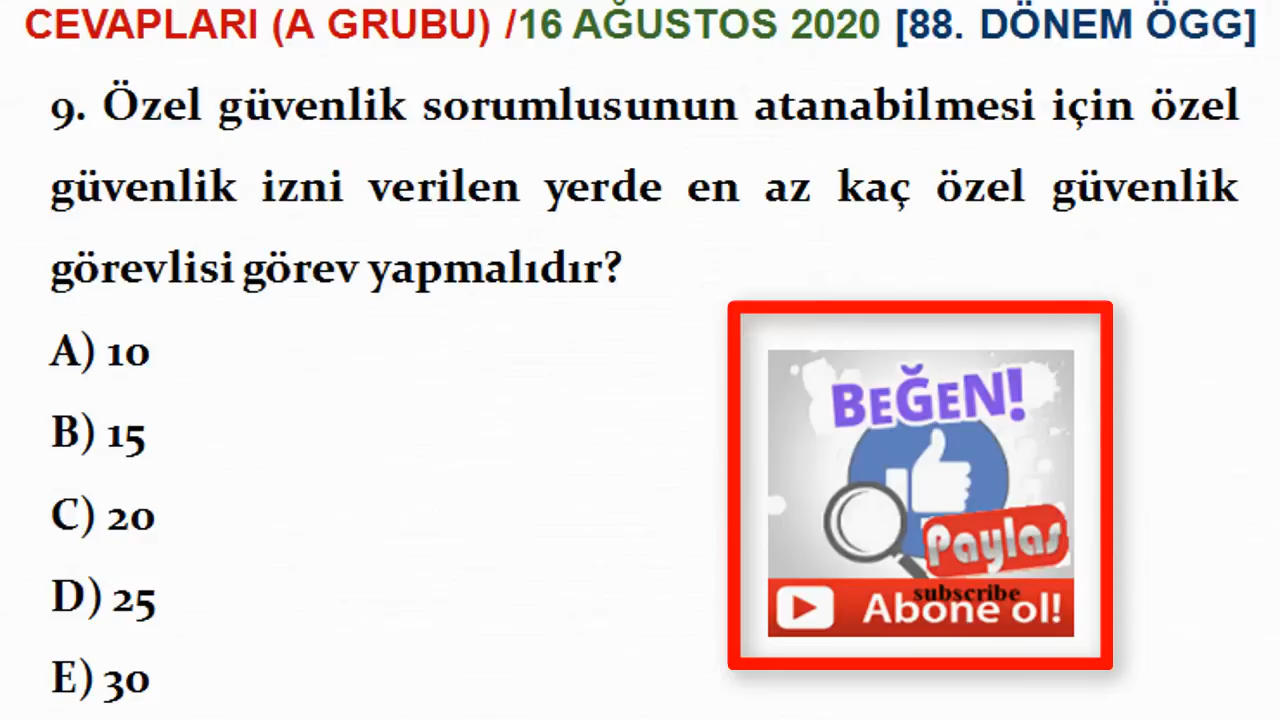 CEVAPLARI (A GRUBU) /16 AĞUSTOS 2020 [88. DÖNEM ÖGG]
9. Özel güvenlik sorumlusunun atanabilmesi için özel
güvenlik izni verilen yerde en az kaç özel güvenlik
görevlisi görev yapmalıdır?
A) 10
B) 15
C) 20
D) 25
E) 30
BEĞEN!
Paylas
subscribe
Abone ol!